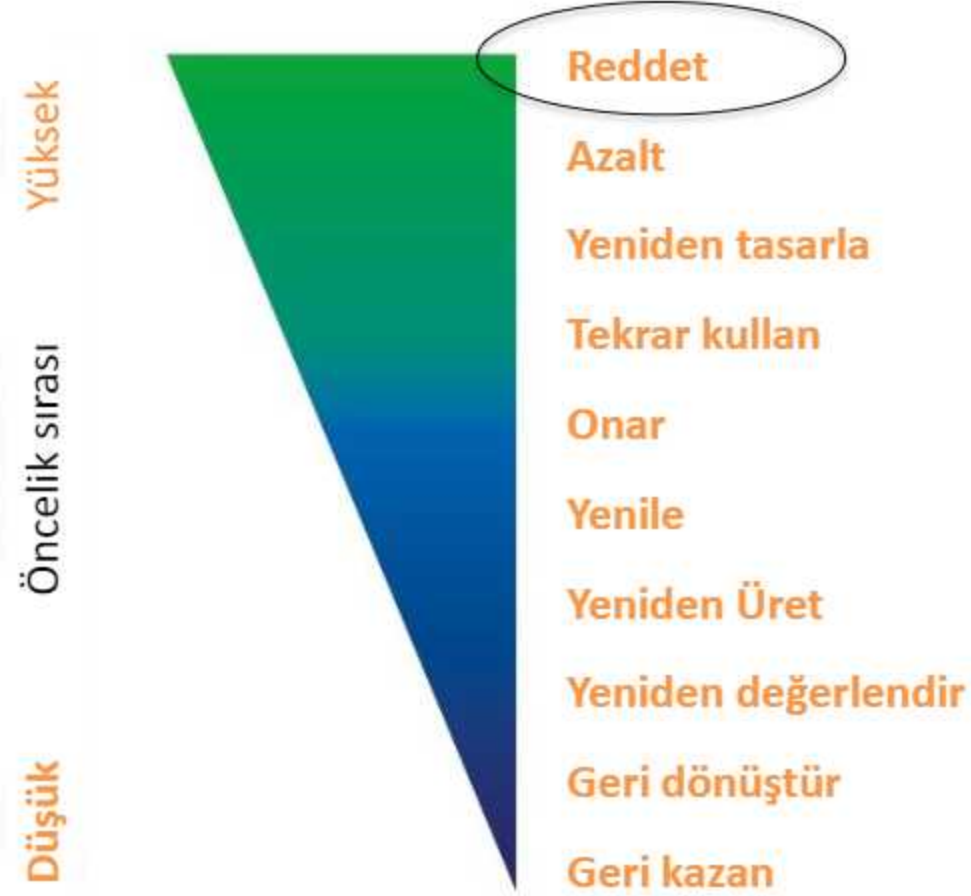 Yüksek
Öncelik sırası
Düşük
Reddet
Azalt
Yeniden tasarla
Tekrar kullan
Onar
Yenile
Yeniden Üret
Yeniden değerlendir
Geri dönüştür
Geri kazan